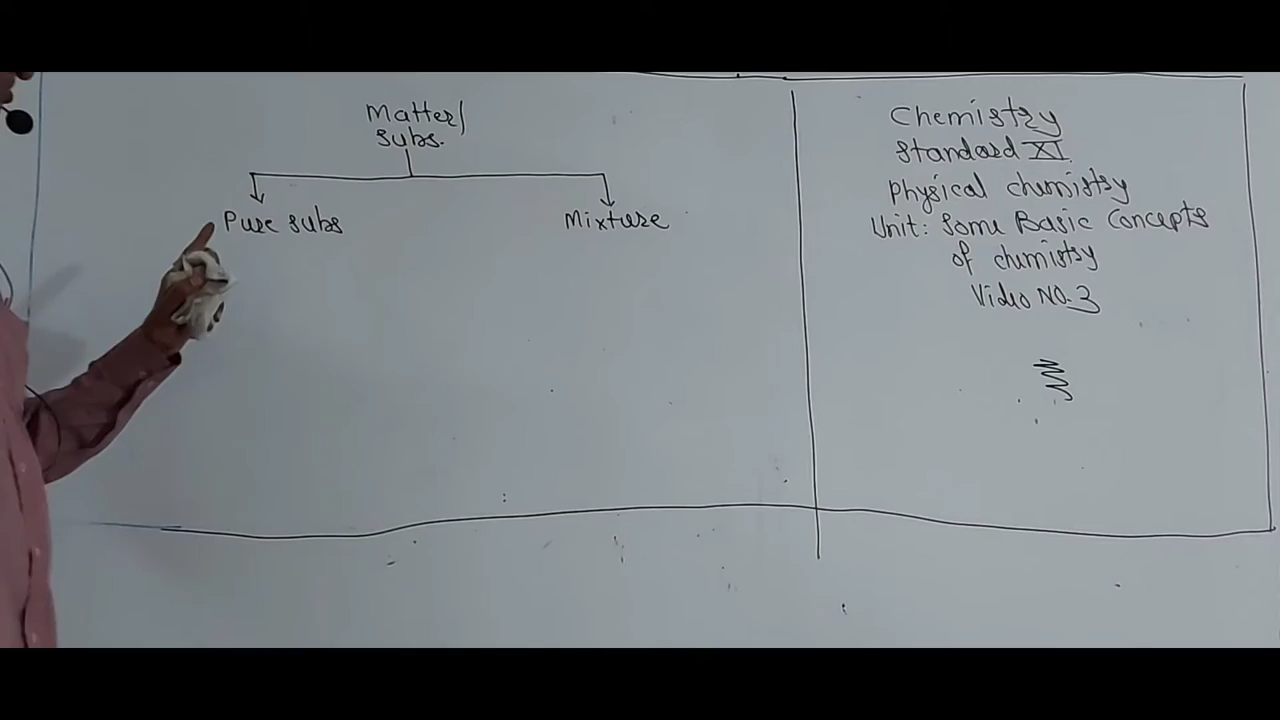 Matter/
Subs.
Pure subs
Mixture
Chemistry
Standard XI.
Physical chemistry
Unit: Some Basic Concepts
of chemistry
Video No. 3